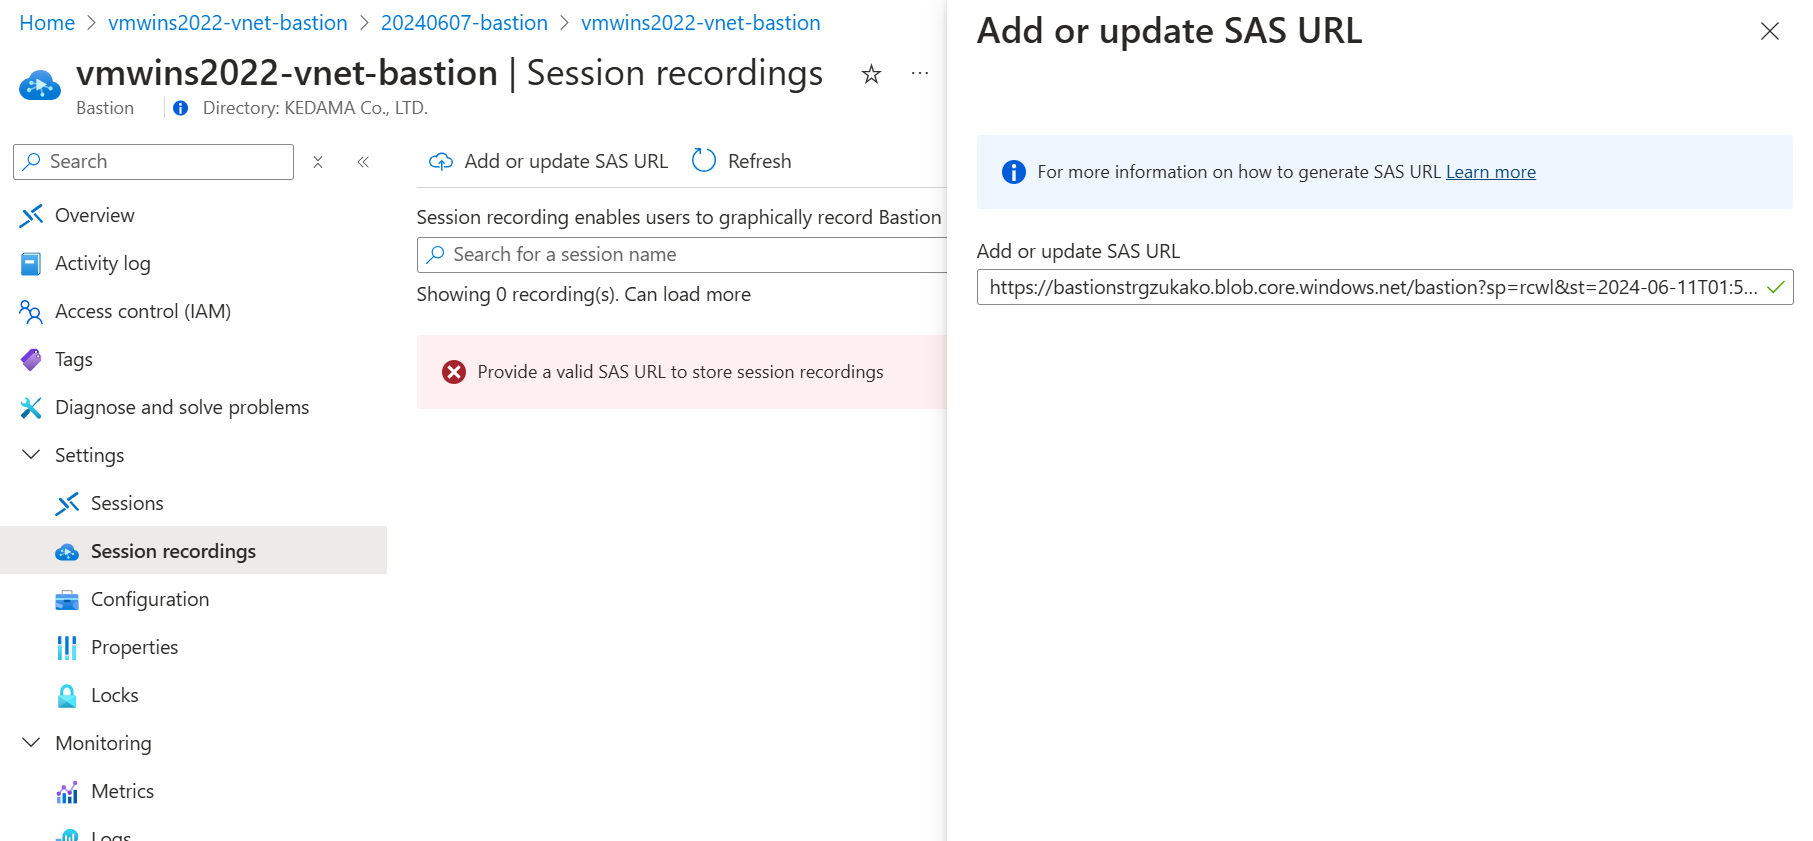 Home > vmwins2022-vnet-bastion > 20240607-bastion > vmwins2022-vnet-bastion
vmwins2022-vnet-bastion | Session recordings
Bastion
Directory: KEDAMA Co., LTD.
Search
Overview
Activity log
Access control (IAM)
Tags
Diagnose and solve problems
Settings
Sessions
Session recordings
Configuration
Properties
Locks
Monitoring
Metrics
Logs
Add or update SAS URL
Refresh
Session recording enables users to graphically record Bastion
Search for a session name
Showing 0 recording(s). Can load more
Provide a valid SAS URL to store session recordings
Add or update SAS URL
For more information on how to generate SAS URL Learn more
Add or update SAS URL
https://bastionstrgzukako.blob.core.windows.net/bastion?sp=rcwl&st=2024-06-11T01:5...